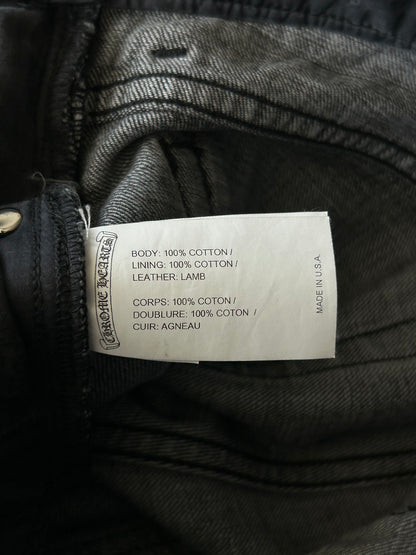 CHROME HEARTS
BODY: 100% COTTON /
LINING: 100% COTTON /
LEATHER: LAMB
CORPS: 100% COTON /
DOUBLURE: 100% COTON /
CUIR: AGNEAU
MADE IN U.S.A.